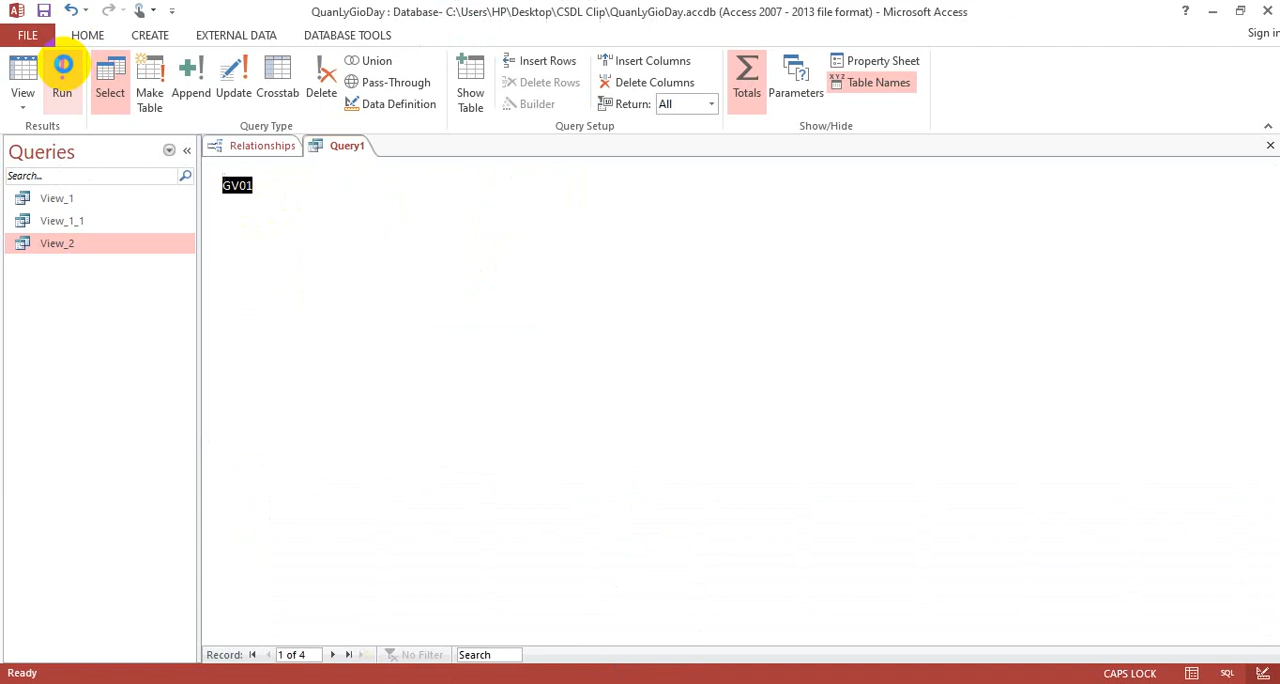 QuanLyGioDay : Database- C:\Users\HP\Desktop\CSDL Clip\QuanLyGioDay.accdb (Access 2007 - 2013 file format) - Microsoft Access
FILE HOME CREATE EXTERNAL DATA DATABASE TOOLS Sign in
View
Run
Select
Make Table
Append
Update
Crosstab
Delete
Union
Pass-Through
Data Definition
Show Table
Insert Rows
Delete Rows
Builder
Insert Columns
Delete Columns
Return: All
Totals
Parameters
Property Sheet
XYZ Table Names
Results Query Type Query Setup Show/Hide
Queries
Search...
View_1
View_1_1
View_2
Relationships Query1
GV01
Record: 1 of 4 No Filter Search
Ready CAPS LOCK SQL